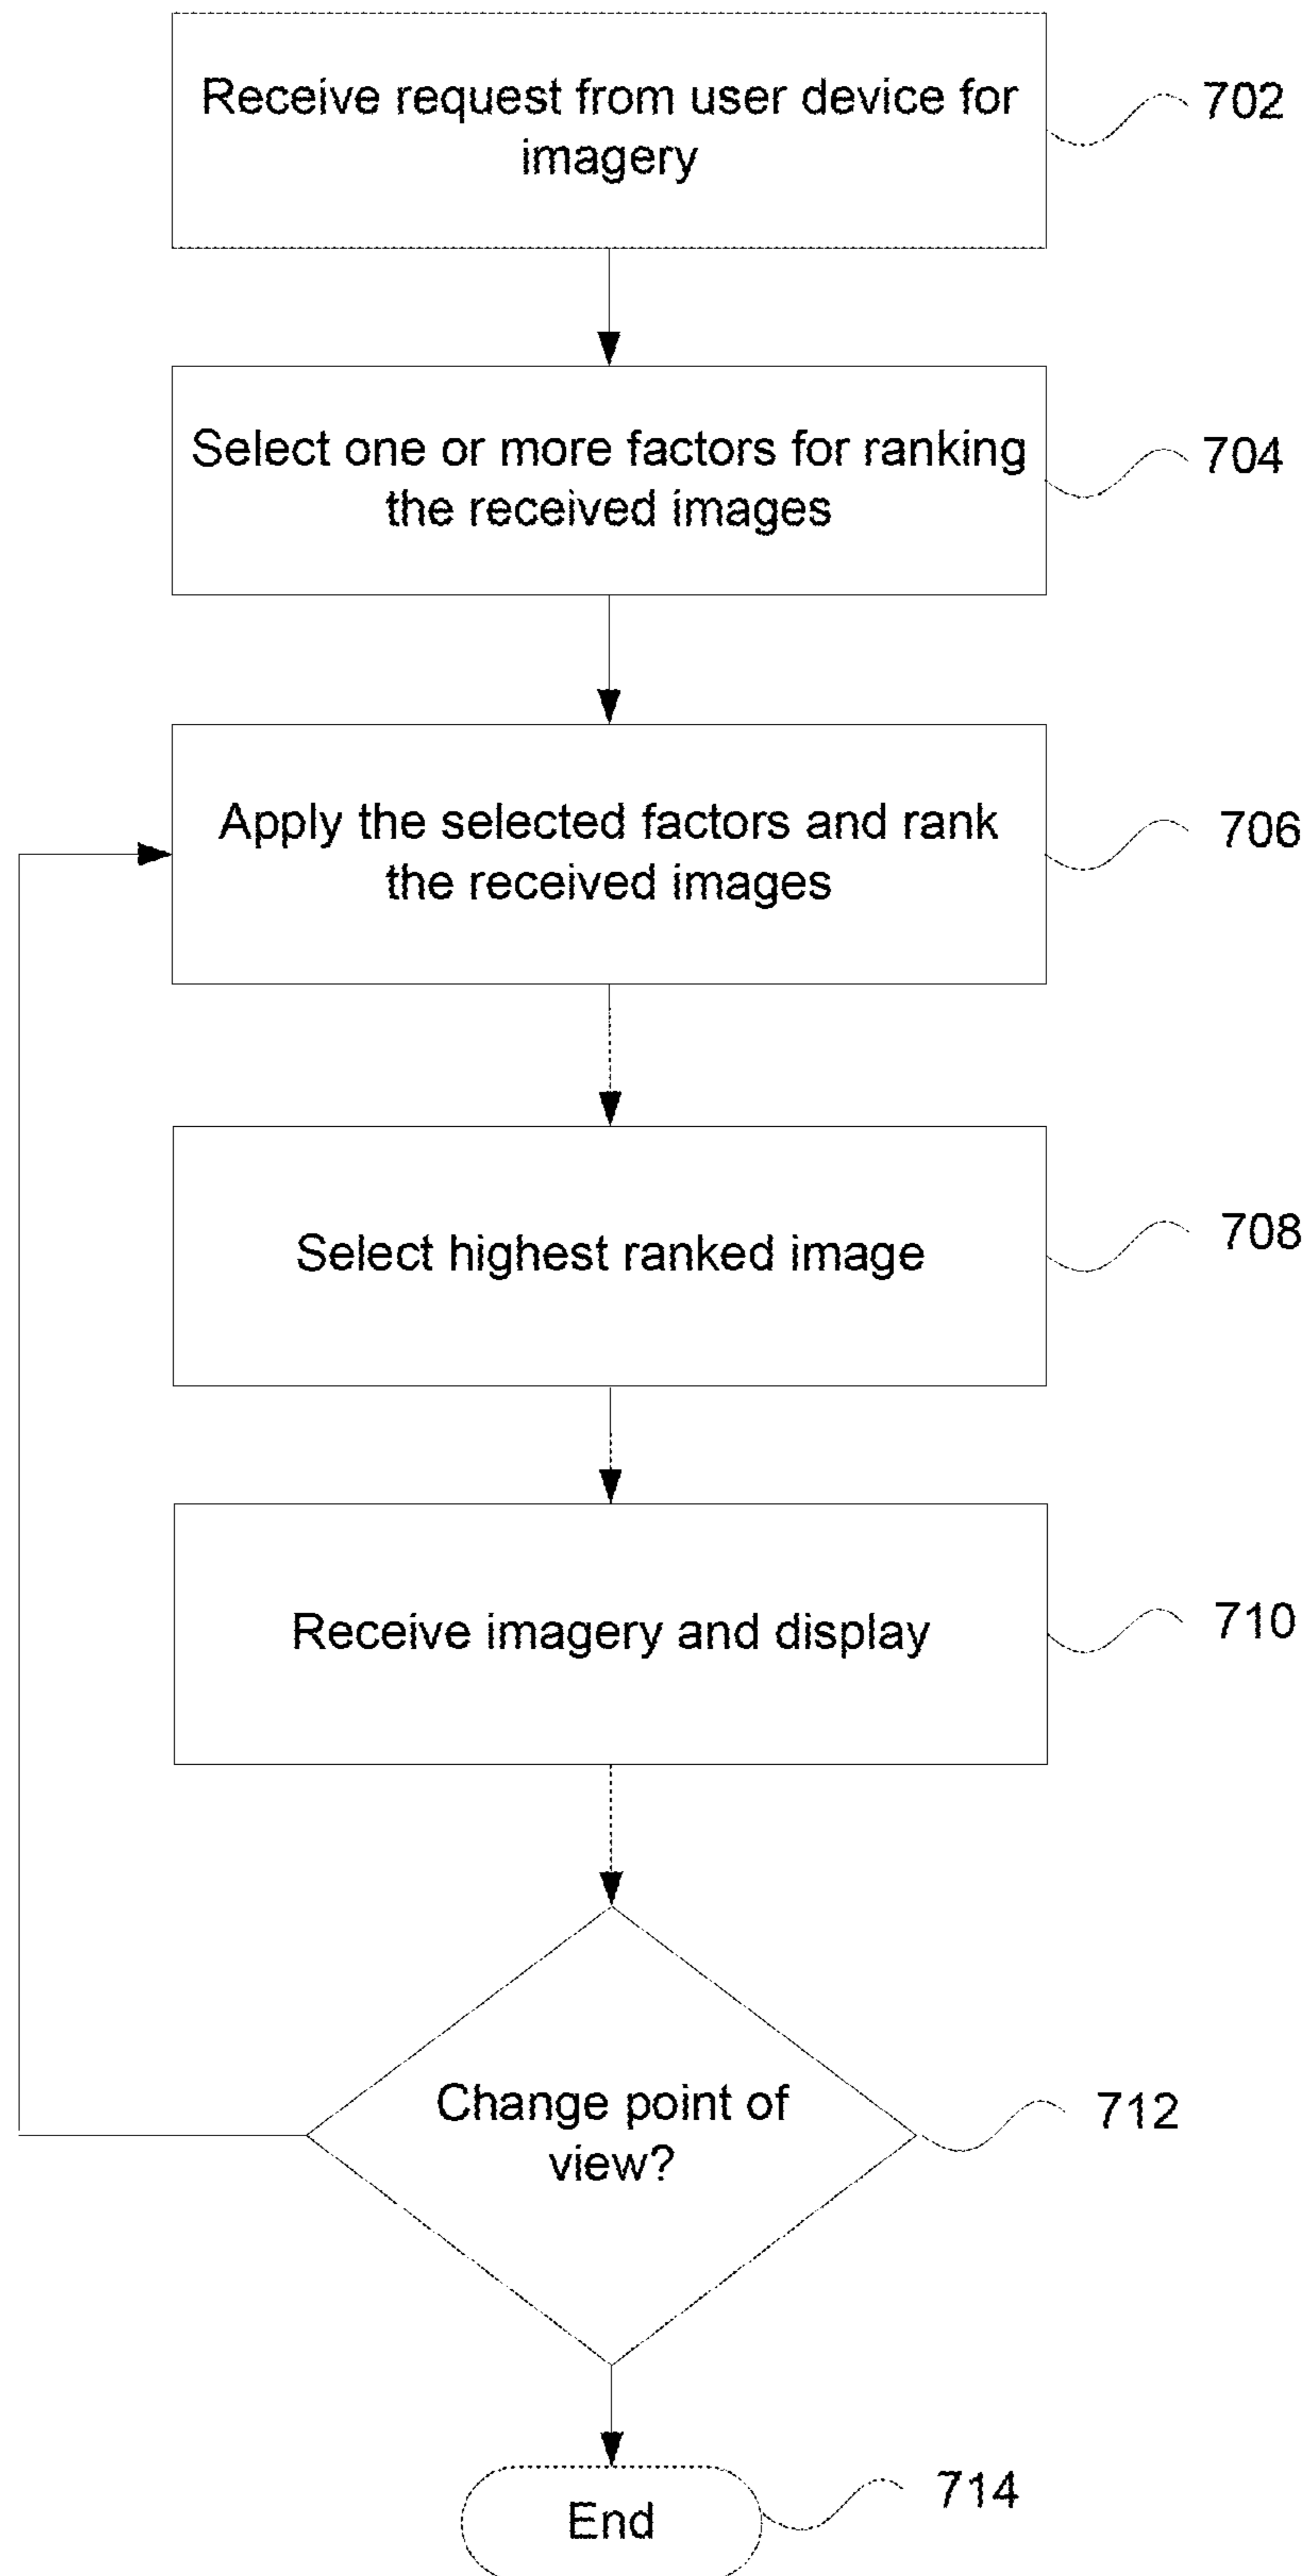 Receive request from user device for
imagery
702
Select one or more factors for ranking
the received images
704
Apply the selected factors and rank
the received images
706
Select highest ranked image
708
Receive imagery and display
710
Change point of
view?
712
End
714